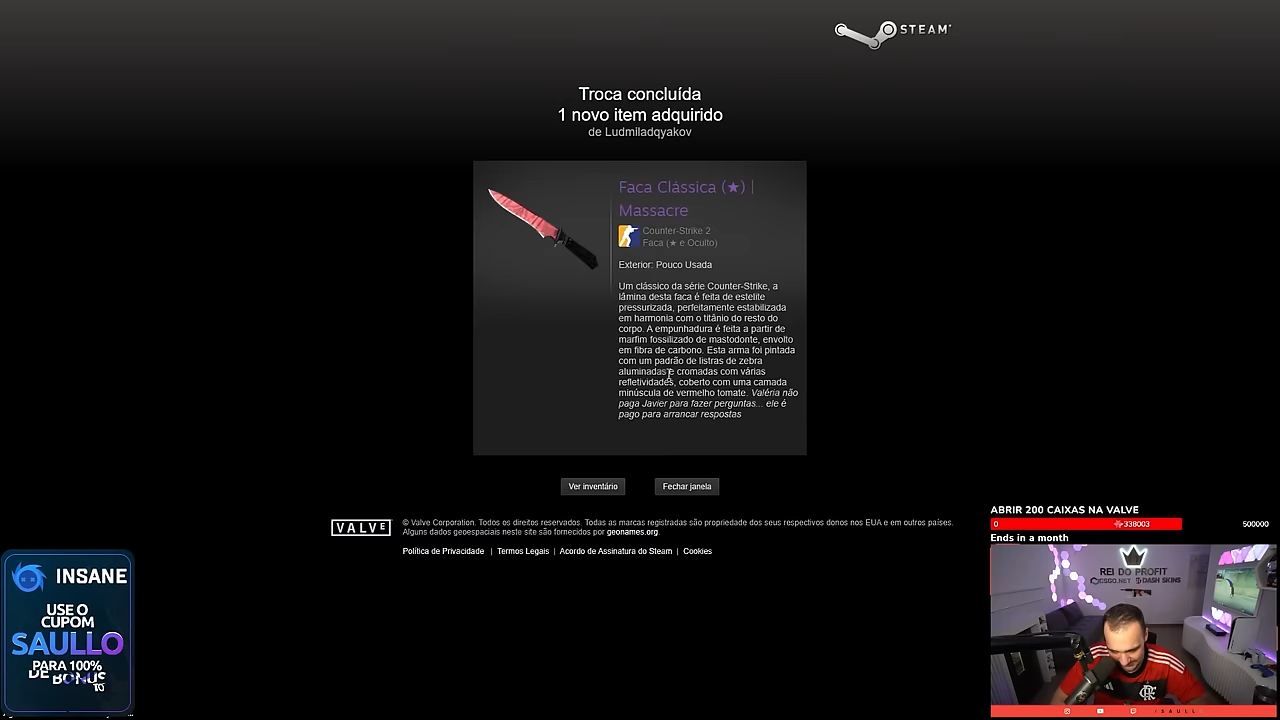 STEAM
Troca concluída
1 novo item adquirido
de Ludmiladqyakov
Faca Clássica (★) |
Massacre
Counter-Strike 2
Faca (★ e Oculto)
Exterior: Pouco Usada
Um clássico da série Counter-Strike, a
lâmina desta faca é feita de estelite
pressurizada, perfeitamente estabilizada
em harmonia com o titânio do resto do
corpo. A empunhadura é feita a partir de
marfim fossilizado de mastodonte, envolto
em fibra de carbono. Esta arma foi pintada
com um padrão de listras de zebra
aluminadas e cromadas com várias
refletividades, coberto com uma camada
minúscula de vermelho tomate. Valéria não
paga Javier para fazer perguntas... ele é
pago para arrancar respostas
Ver inventário
Fechar janela
VALVE
© Valve Corporation. Todos os direitos reservados. Todas as marcas registradas são propriedade dos seus respectivos donos nos EUA e em outros países.
Alguns dados geoespaciais neste site são fornecidos por geonames.org.
Política de Privacidade | Termos Legais | Acordo de Assinatura do Steam | Cookies
ABRIR 200 CAIXAS NA VALVE
0 338003 500000
Ends in a month
REI DO PROFIT
CSGO.NET DASH SKINS
INSANE
USE O
CUPOM
SAULLO
PARA 100%
DE BONUS